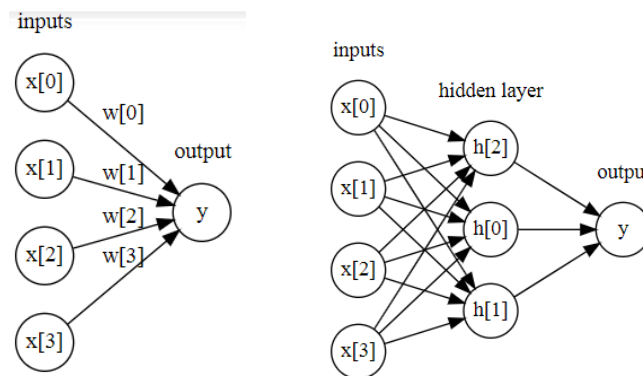 inputs
x[0]
w[0]
x[1]
w[1]
output
w[2]
y
x[2]
w[3]
x[3]
inputs
x[0]
hidden layer
h[2]
x[1]
output
h[0]
y
x[2]
h[1]
x[3]